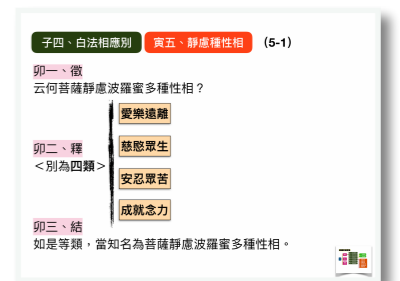 子四、白法相應別 寅五、靜慮種性相 (5-1)
卯一、徵
云何菩薩靜慮波羅蜜多種性相？
愛樂遠離
慈愍眾生
卯二、釋
＜別為四類＞
安忍眾苦
成就念力
卯三、結
如是等類，當知名為菩薩靜慮波羅蜜多種性相。